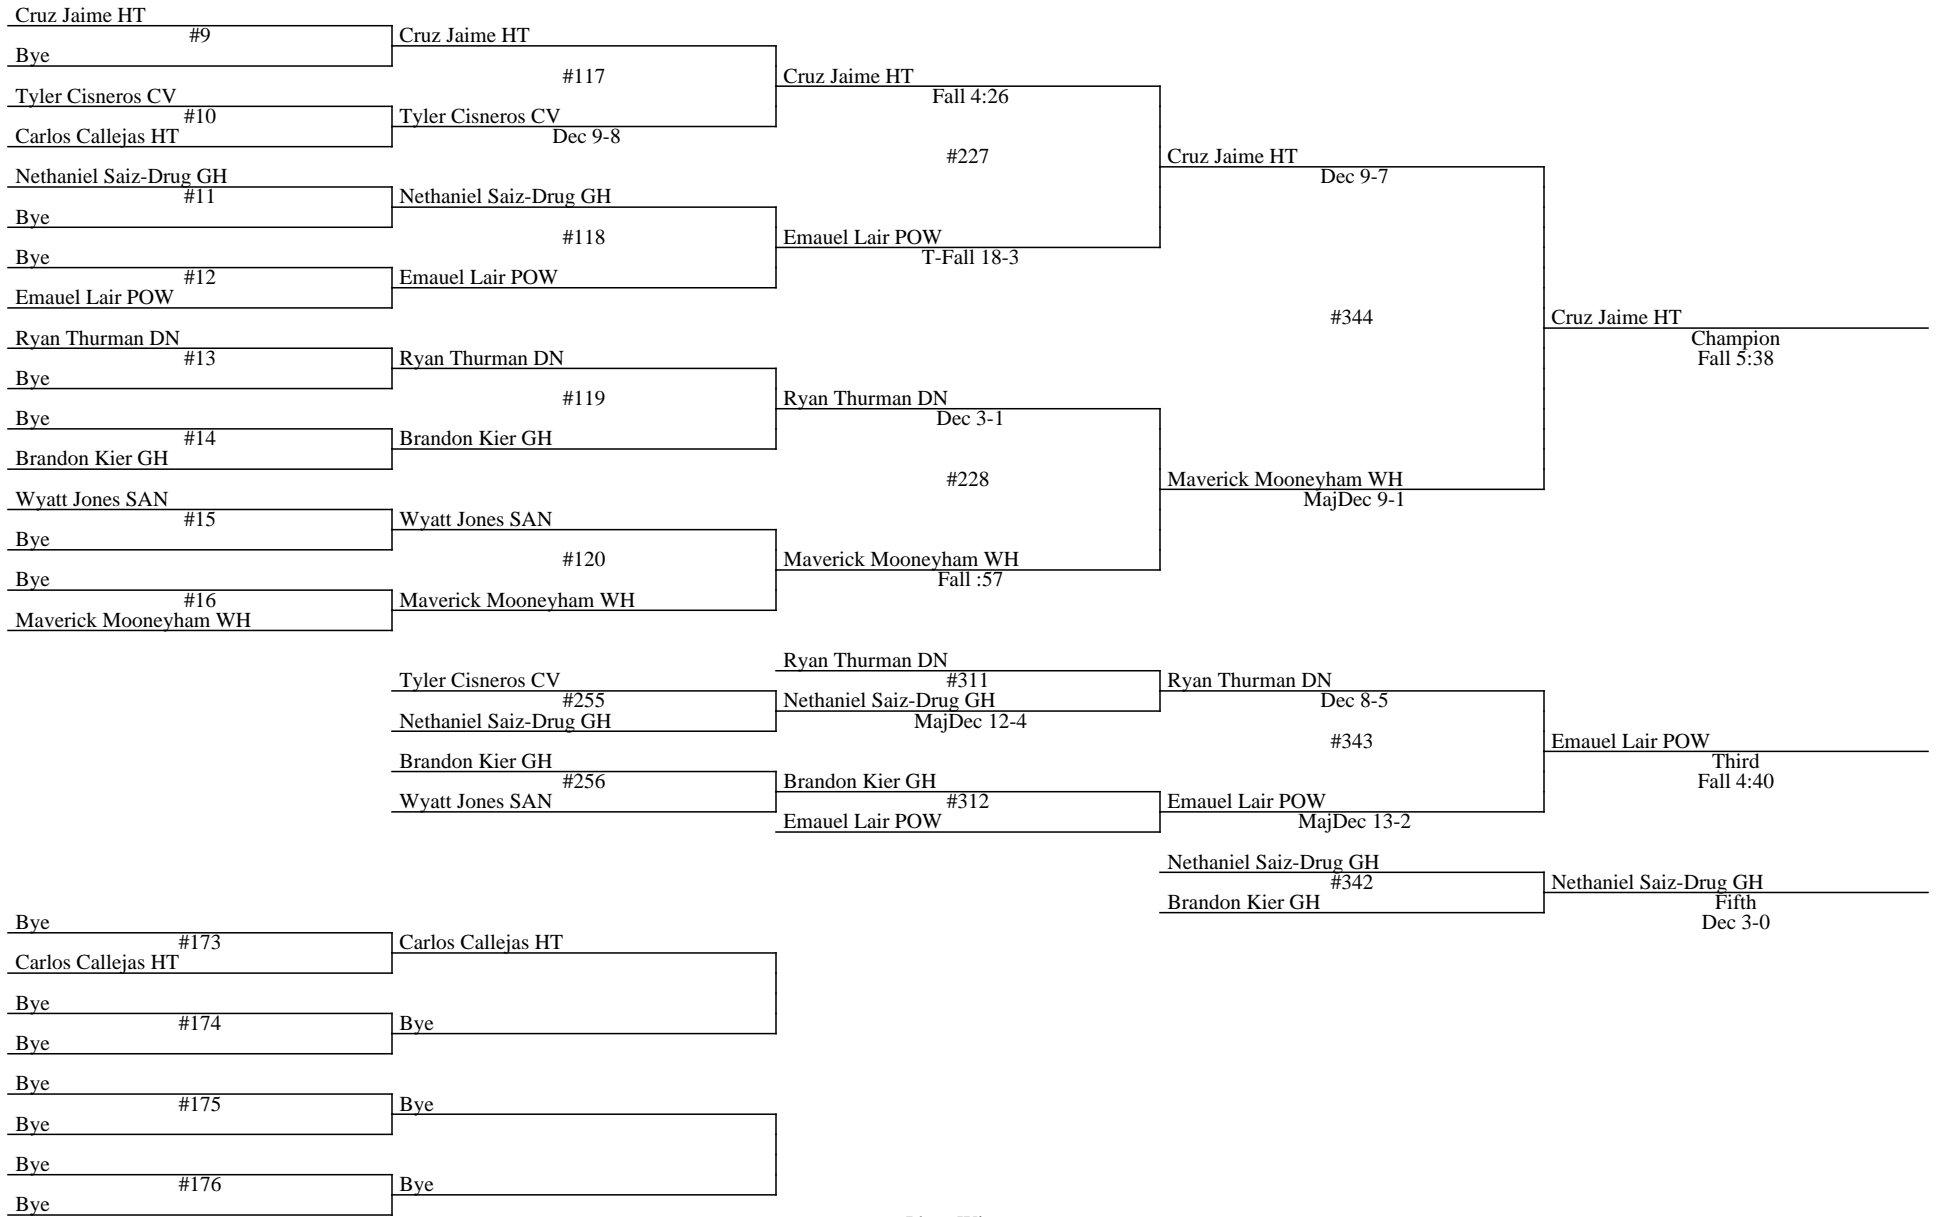 Cruz Jaime HT
#9
Bye
Cruz Jaime HT
#117
Tyler Cisneros CV
#10
Carlos Callejas HT
Tyler Cisneros CV
Dec 9-8
Cruz Jaime HT
Fall 4:26
#227
Nethaniel Saiz-Drug GH
#11
Bye
Nethaniel Saiz-Drug GH
#118
Bye
#12
Emauel Lair POW
Emauel Lair POW
Emauel Lair POW
T-Fall 18-3
Cruz Jaime HT
Dec 9-7
#344
Ryan Thurman DN
#13
Bye
Ryan Thurman DN
#119
Bye
#14
Brandon Kier GH
Brandon Kier GH
Ryan Thurman DN
Dec 3-1
#228
Wyatt Jones SAN
#15
Bye
Wyatt Jones SAN
#120
Bye
#16
Maverick Mooneyham WH
Maverick Mooneyham WH
Maverick Mooneyham WH
Fall :57
Maverick Mooneyham WH
MajDec 9-1
Cruz Jaime HT
Champion
Fall 5:38
Tyler Cisneros CV
#255
Nethaniel Saiz-Drug GH
Ryan Thurman DN
#311
Nethaniel Saiz-Drug GH
MajDec 12-4
Ryan Thurman DN
Dec 8-5
#343
Brandon Kier GH
#256
Wyatt Jones SAN
Brandon Kier GH
#312
Emauel Lair POW
Emauel Lair POW
MajDec 13-2
Emauel Lair POW
Third
Fall 4:40
Nethaniel Saiz-Drug GH
#342
Brandon Kier GH
Nethaniel Saiz-Drug GH
Fifth
Dec 3-0
Bye
#173
Carlos Callejas HT
Carlos Callejas HT
Bye
#174
Bye
Bye
Bye
#175
Bye
Bye
Bye
#176
Bye
Bye